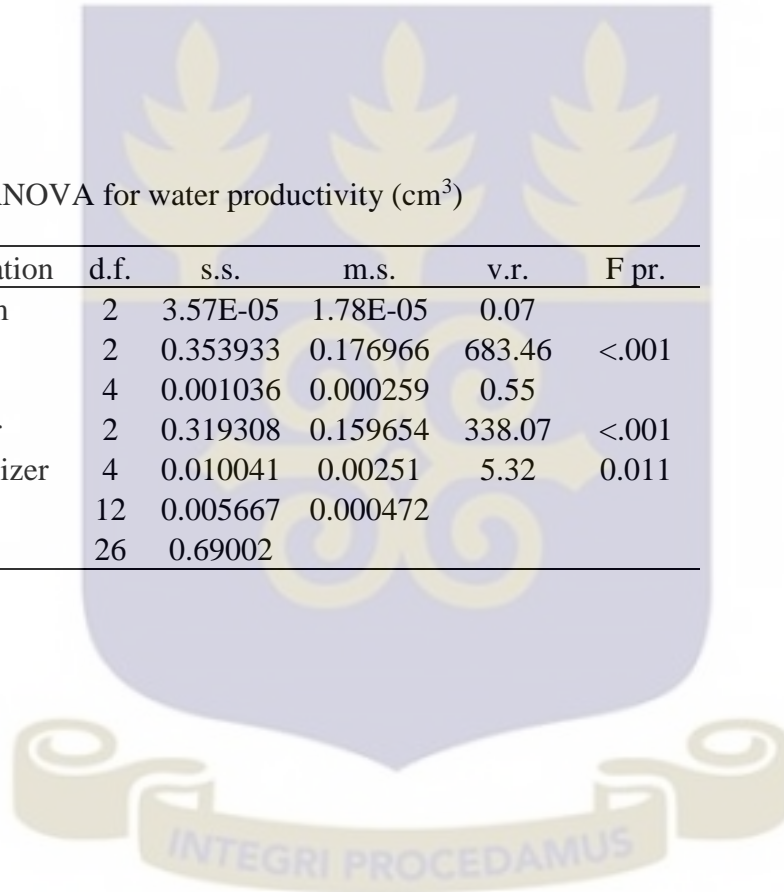 ANOVA for water productivity (cm³)
ation d.f. s.s. m.s. v.r. F pr.
n 2 3.57E-05 1.78E-05 0.07
2 0.353933 0.176966 683.46 <.001
4 0.001036 0.000259 0.55
r 2 0.319308 0.159654 338.07 <.001
izer 4 0.010041 0.00251 5.32 0.011
12 0.005667 0.000472
26 0.69002
INTEGRI PROCEDAMUS